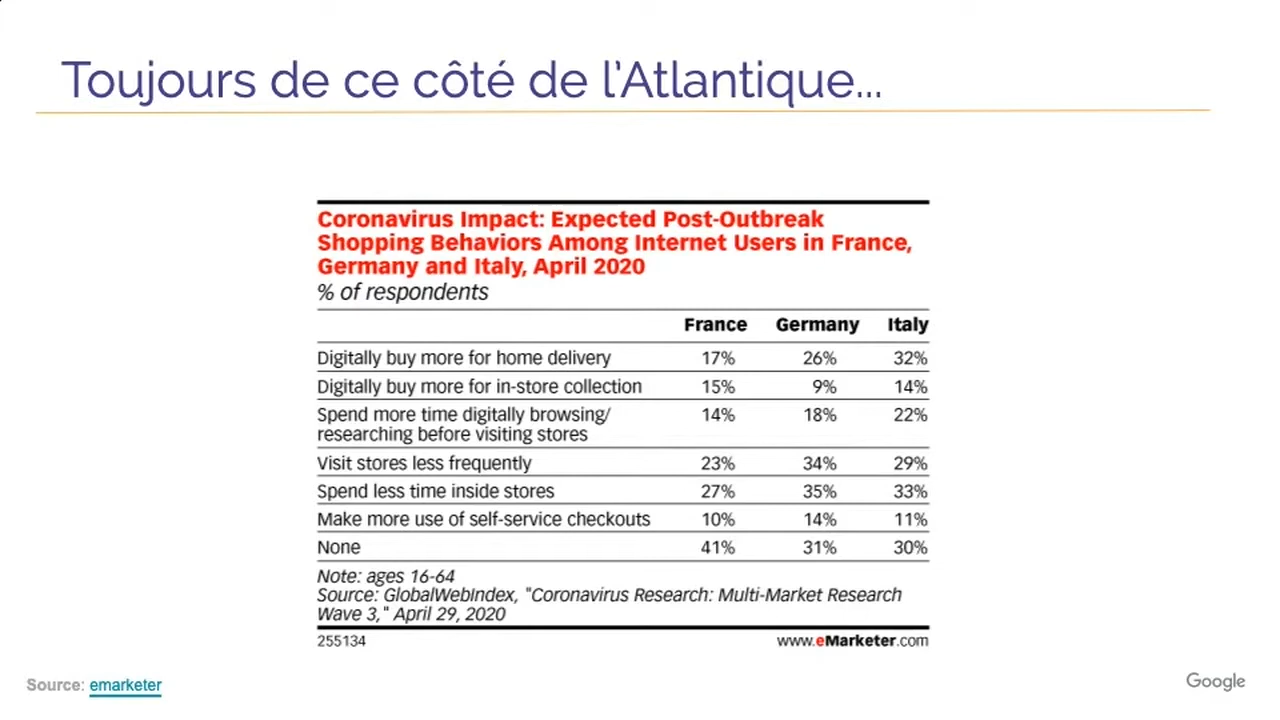 Toujours de ce côté de l'Atlantique...
Coronavirus Impact: Expected Post-Outbreak
Shopping Behaviors Among Internet Users in France,
Germany and Italy, April 2020
% of respondents
France Germany Italy
Digitally buy more for home delivery 17% 26% 32%
Digitally buy more for in-store collection 15% 9% 14%
Spend more time digitally browsing/ 14% 18% 22%
researching before visiting stores
Visit stores less frequently 23% 34% 29%
Spend less time inside stores 27% 35% 33%
Make more use of self-service checkouts 10% 14% 11%
None 41% 31% 30%
Note: ages 16-64
Source: GlobalWebIndex, "Coronavirus Research: Multi-Market Research
Wave 3," April 29, 2020
255134 www.eMarketer.com
Source: emarketer
Google